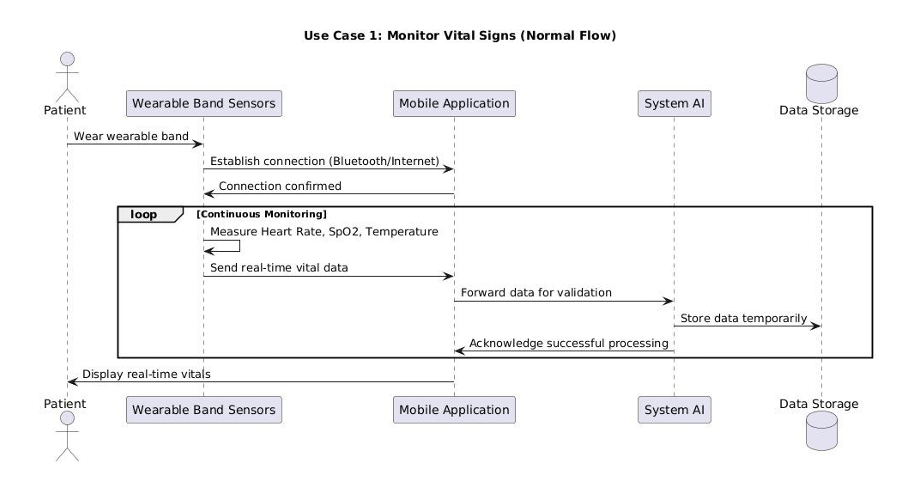 Use Case 1: Monitor Vital Signs (Normal Flow)
Patient
Wearable Band Sensors
Mobile Application
System AI
Data Storage
Wear wearable band
Establish connection (Bluetooth/Internet)
Connection confirmed
loop [Continuous Monitoring]
Measure Heart Rate, SpO2, Temperature
Send real-time vital data
Forward data for validation
Store data temporarily
Acknowledge successful processing
Display real-time vitals
Patient
Wearable Band Sensors
Mobile Application
System AI
Data Storage